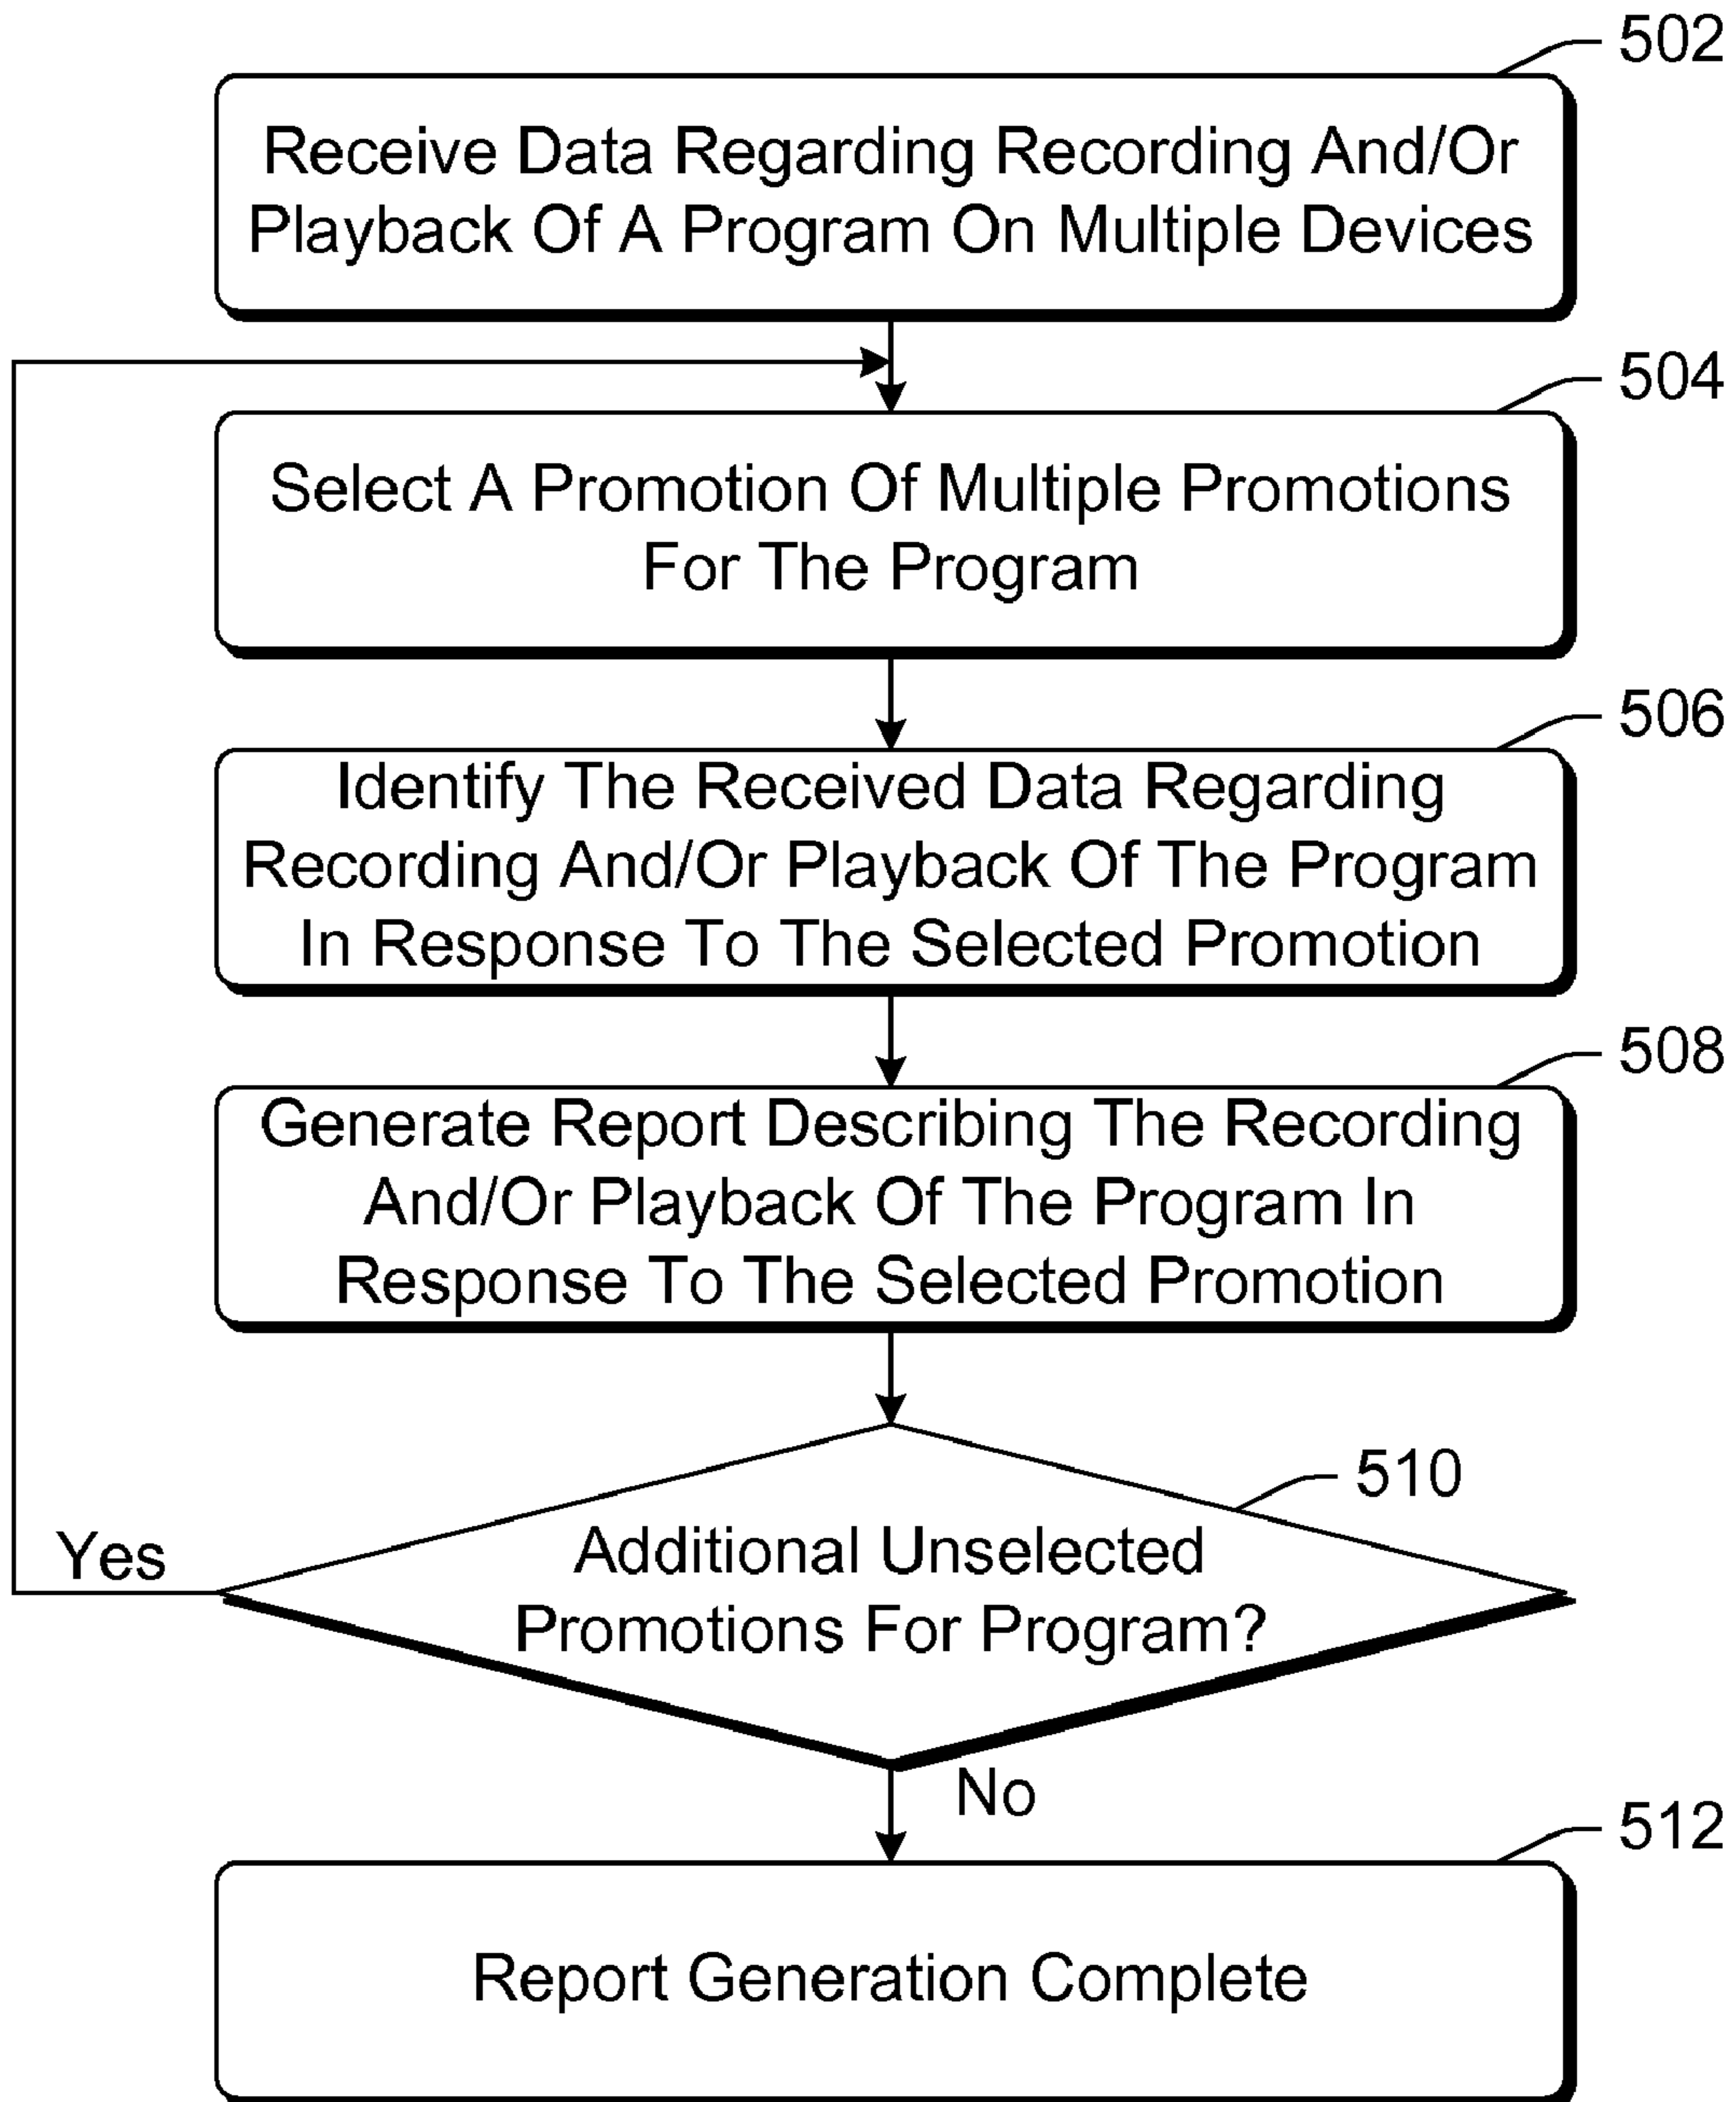 502
Receive Data Regarding Recording And/Or
Playback Of A Program On Multiple Devices
504
Select A Promotion Of Multiple Promotions
For The Program
506
Identify The Received Data Regarding
Recording And/Or Playback Of The Program
In Response To The Selected Promotion
508
Generate Report Describing The Recording
And/Or Playback Of The Program In
Response To The Selected Promotion
510
Additional Unselected
Promotions For Program?
Yes
No
512
Report Generation Complete